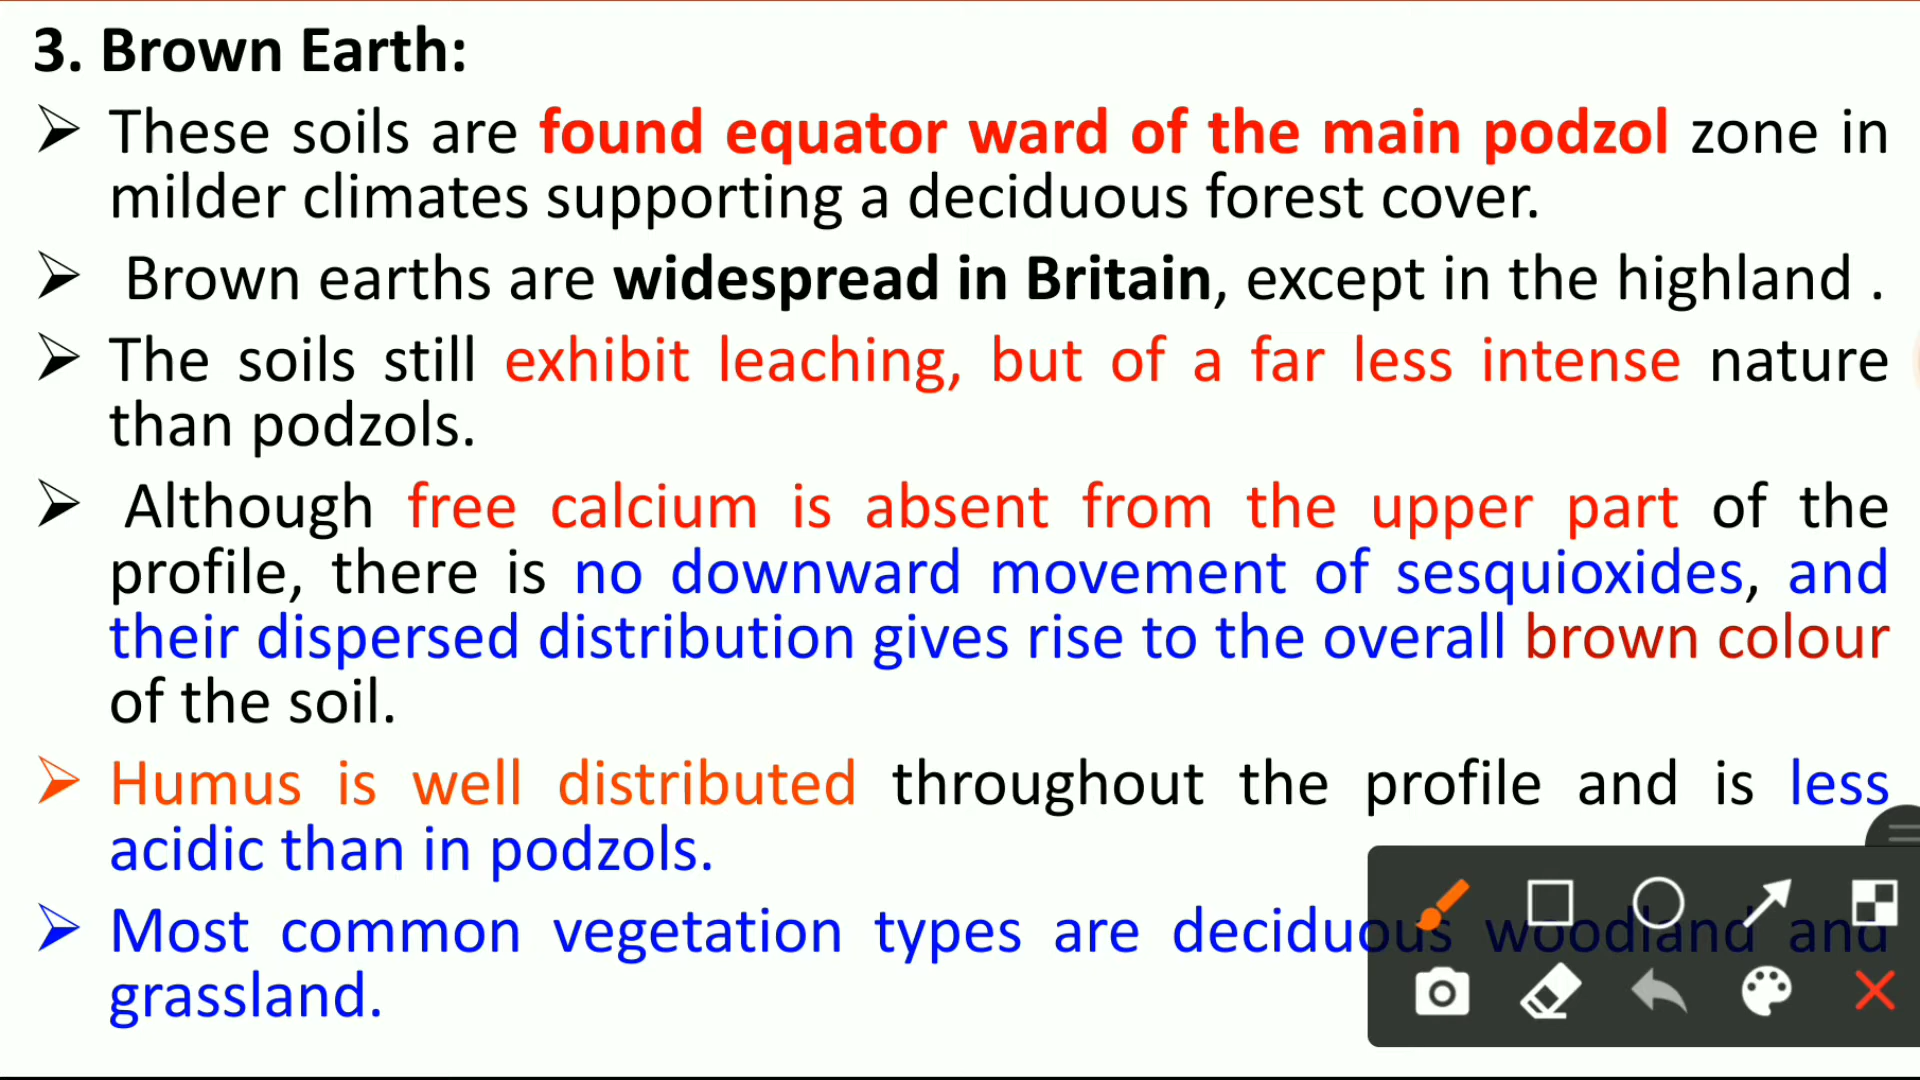 3. Brown Earth:
➢ These soils are found equator ward of the main podzol zone in
milder climates supporting a deciduous forest cover.
➢ Brown earths are widespread in Britain, except in the highland .
➢ The soils still exhibit leaching, but of a far less intense nature
than podzols.
➢ Although free calcium is absent from the upper part of the
profile, there is no downward movement of sesquioxides, and
their dispersed distribution gives rise to the overall brown colour
of the soil.
➢ Humus is well distributed throughout the profile and is less
acidic than in podzols.
➢ Most common vegetation types are deciduous woodland and
grassland.